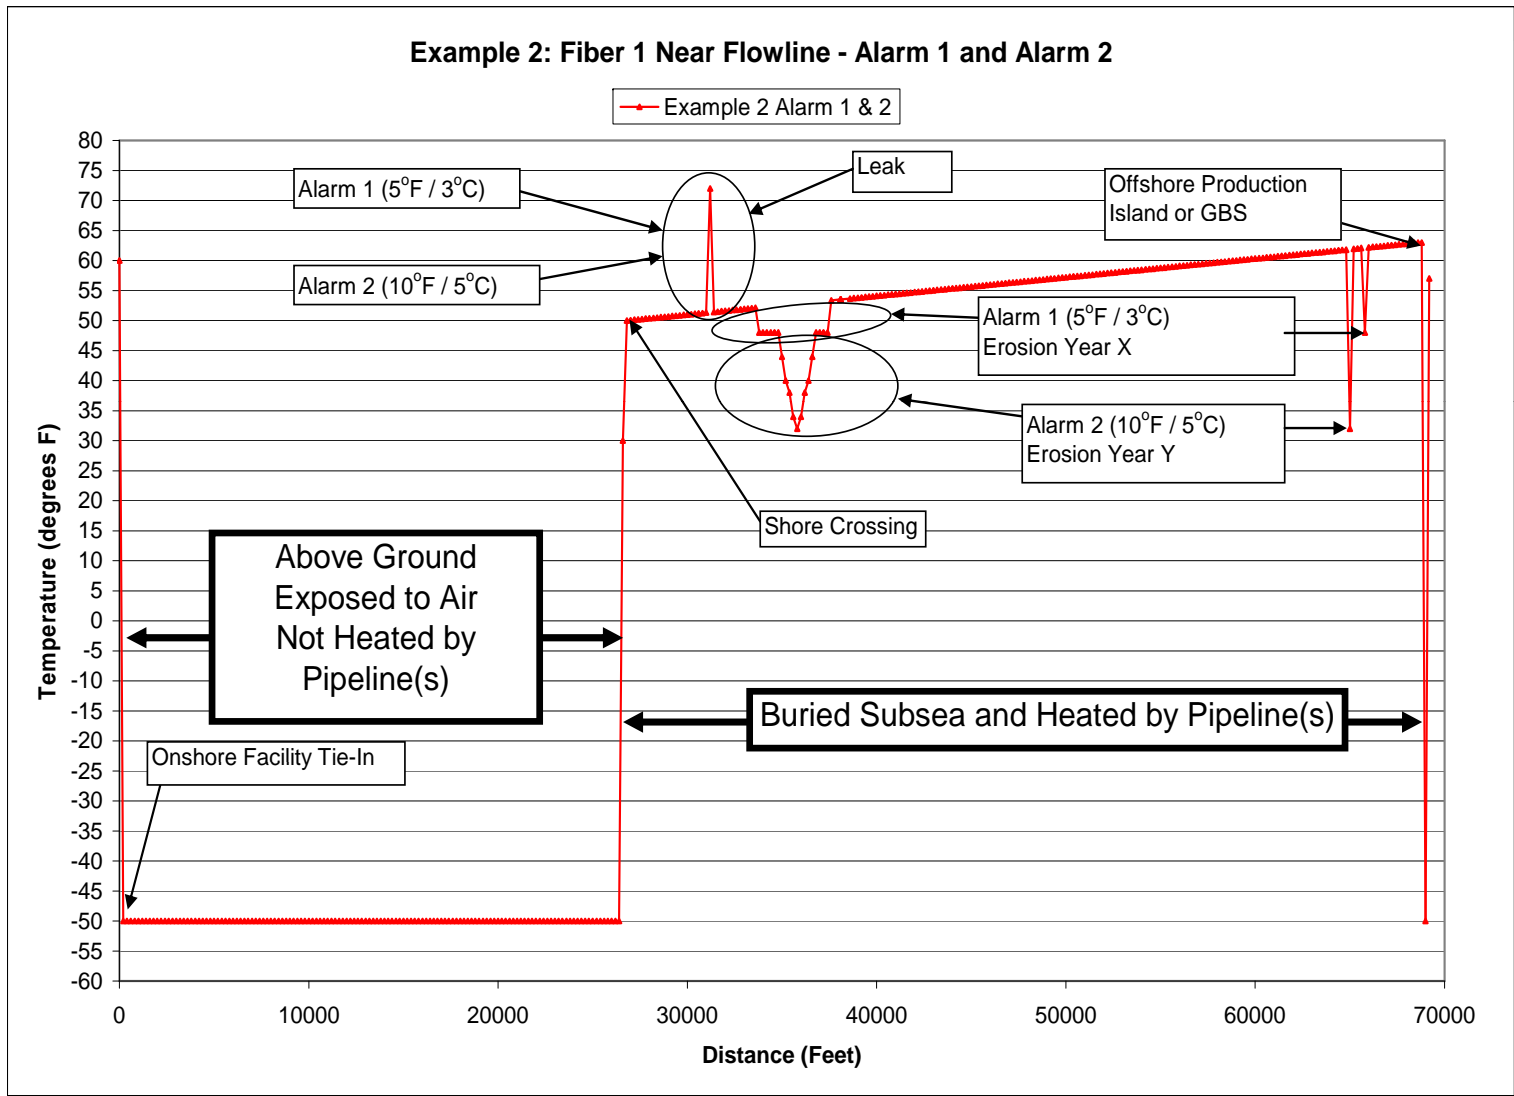 Example 2: Fiber 1 Near Flowline - Alarm 1 and Alarm 2
Example 2 Alarm 1 & 2
Temperature (degrees F)
80
75
70
65
60
55
50
45
40
35
30
25
20
15
10
5
0
-5
-10
-15
-20
-25
-30
-35
-40
-45
-50
-55
-60
Alarm 1 (5°F / 3°C)
Alarm 2 (10°F / 5°C)
Leak
Offshore Production
Island or GBS
Alarm 1 (5°F / 3°C)
Erosion Year X
Alarm 2 (10°F / 5°C)
Erosion Year Y
Shore Crossing
Above Ground
Exposed to Air
Not Heated by
Pipeline(s)
Buried Subsea and Heated by Pipeline(s)
Onshore Facility Tie-In
0
10000
20000
30000
40000
50000
60000
70000
Distance (Feet)